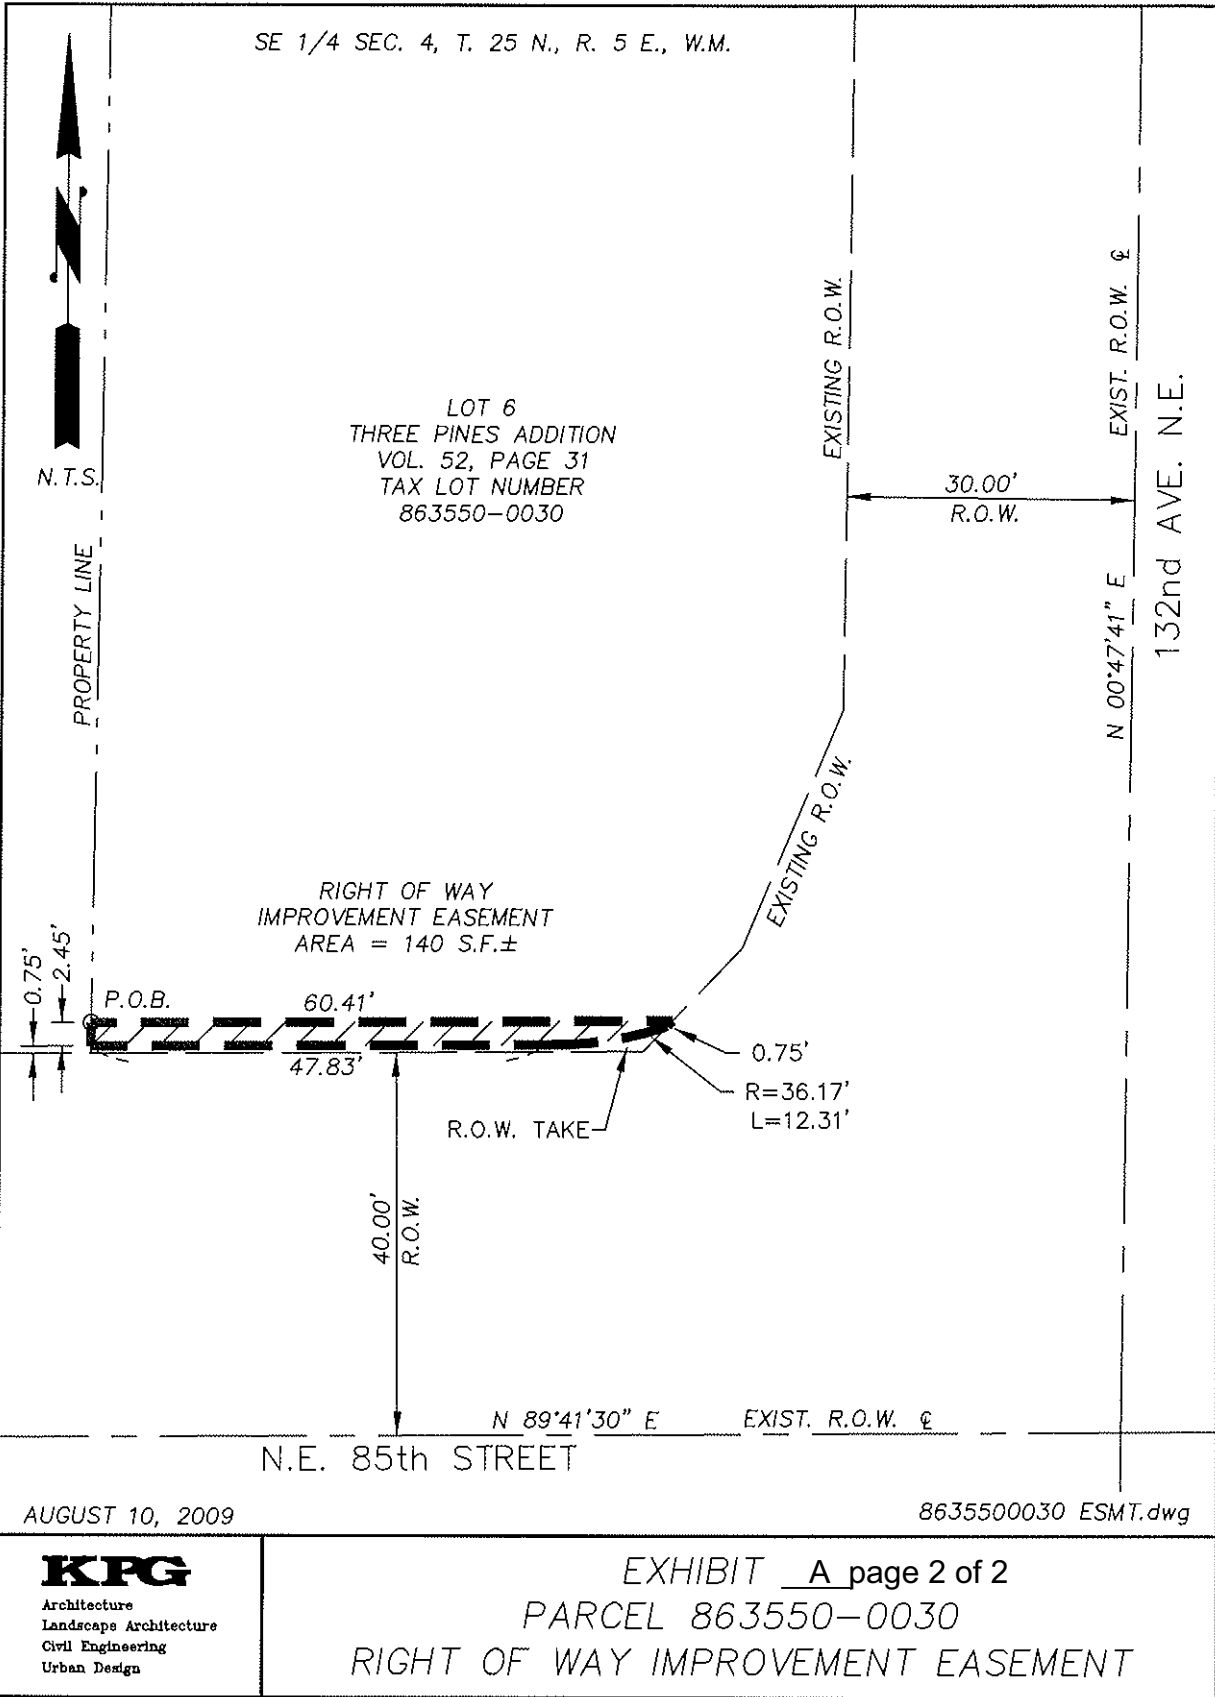 SE 1/4 SEC. 4, T. 25 N., R. 5 E., W.M.
N
N.T.S.
PROPERTY LINE
LOT 6
THREE PINES ADDITION
VOL. 52, PAGE 31
TAX LOT NUMBER
863550-0030
EXISTING R.O.W.
EXIST. R.O.W. ℄
30.00'
R.O.W.
132nd AVE. N.E.
N 00°47'41" E
EXISTING R.O.W.
RIGHT OF WAY
IMPROVEMENT EASEMENT
AREA = 140 S.F.±
0.75'
2.45'
P.O.B.
60.41'
47.83'
0.75'
R=36.17'
L=12.31'
R.O.W. TAKE
40.00'
R.O.W.
N 89°41'30" E
EXIST. R.O.W. ℄
N.E. 85th STREET
AUGUST 10, 2009
8635500030 ESMT.dwg
KPG
Architecture
Landscape Architecture
Civil Engineering
Urban Design
EXHIBIT A page 2 of 2
PARCEL 863550-0030
RIGHT OF WAY IMPROVEMENT EASEMENT